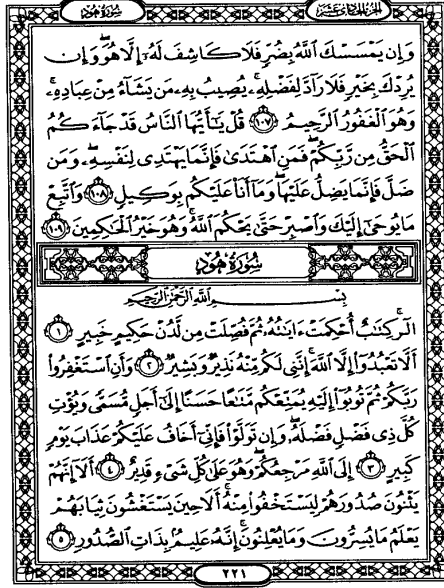 الجزء الحادي عشر
سورة هود
وَإِن يَمْسَسْكَ ٱللَّهُ بِضُرٍّ فَلَا كَاشِفَ لَهُۥٓ إِلَّا هُوَۖ وَإِن
يُرِدْكَ بِخَيْرٍ فَلَا رَآدَّ لِفَضْلِهِۦۚ يُصِيبُ بِهِۦ مَن يَشَآءُ مِنْ عِبَادِهِۦۚ
وَهُوَ ٱلْغَفُورُ ٱلرَّحِيمُ ١٠٧ قُلْ يَٰٓأَيُّهَا ٱلنَّاسُ قَدْ جَآءَكُمُ
ٱلْحَقُّ مِن رَّبِّكُمْۖ فَمَنِ ٱهْتَدَىٰ فَإِنَّمَا يَهْتَدِى لِنَفْسِهِۦۖ وَمَن
ضَلَّ فَإِنَّمَا يَضِلُّ عَلَيْهَاۖ وَمَآ أَنَا۠ عَلَيْكُم بِوَكِيلٍ ١٠٨ وَٱتَّبِعْ
مَا يُوحَىٰٓ إِلَيْكَ وَٱصْبِرْ حَتَّىٰ يَحْكُمَ ٱللَّهُۚ وَهُوَ خَيْرُ ٱلْحَٰكِمِينَ ١٠٩
سُورَةُ هُودٍ
بِسْمِ ٱللَّهِ ٱلرَّحْمَٰنِ ٱلرَّحِيمِ
الٓرۚ كِتَٰبٌ أُحْكِمَتْ ءَايَٰتُهُۥ ثُمَّ فُصِّلَتْ مِن لَّدُنْ حَكِيمٍ خَبِيرٍ ١
أَلَّا تَعْبُدُوٓا۟ إِلَّا ٱللَّهَۚ إِنَّنِى لَكُم مِّنْهُ نَذِيرٌ وَبَشِيرٌ ٢ وَأَنِ ٱسْتَغْفِرُوا۟
رَبَّكُمْ ثُمَّ تُوبُوٓا۟ إِلَيْهِ يُمَتِّعْكُم مَّتَٰعًا حَسَنًا إِلَىٰٓ أَجَلٍ مُّسَمًّى وَيُؤْتِ
كُلَّ ذِى فَضْلٍ فَضْلَهُۥۖ وَإِن تَوَلَّوْا۟ فَإِنِّىٓ أَخَافُ عَلَيْكُمْ عَذَابَ يَوْمٍ
كَبِيرٍ ٣ إِلَى ٱللَّهِ مَرْجِعُكُمْۖ وَهُوَ عَلَىٰ كُلِّ شَىْءٍ قَدِيرٌ ٤ أَلَآ إِنَّهُمْ
يَثْنُونَ صُدُورَهُمْ لِيَسْتَخْفُوا۟ مِنْهُۚ أَلَا حِينَ يَسْتَغْشُونَ ثِيَابَهُمْ
يَعْلَمُ مَا يُسِرُّونَ وَمَا يُعْلِنُونَۚ إِنَّهُۥ عَلِيمٌۢ بِذَاتِ ٱلصُّدُورِ ٥
٢٢١